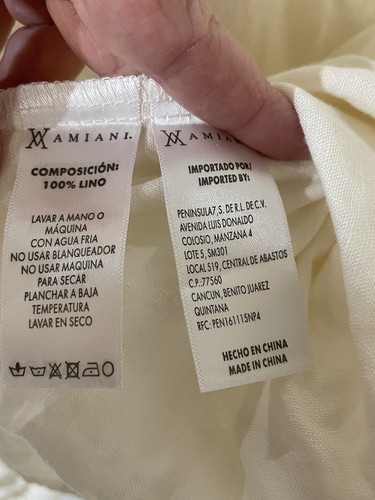 AMIANI.
COMPOSICIÓN:
100% LINO
LAVAR A MANO O
MÁQUINA
CON AGUA FRIA
NO USAR BLANQUEADOR
NO USAR MAQUINA
PARA SECAR
PLANCHAR A BAJA
TEMPERATURA
LAVAR EN SECO
IMPORTADO POR/
IMPORTED BY:
PENINSULA7, S. DE R.L DE C.V.
AVENIDA LUIS DONALDO
COLOSIO, MANZANA 4
LOTE 5, SM301
LOCAL 519, CENTRAL DE ABASTOS
C.P.:77560
CANCUN, BENITO JUAREZ
QUINTANA
RFC: PEN161115NP4
HECHO EN CHINA
MADE IN CHINA